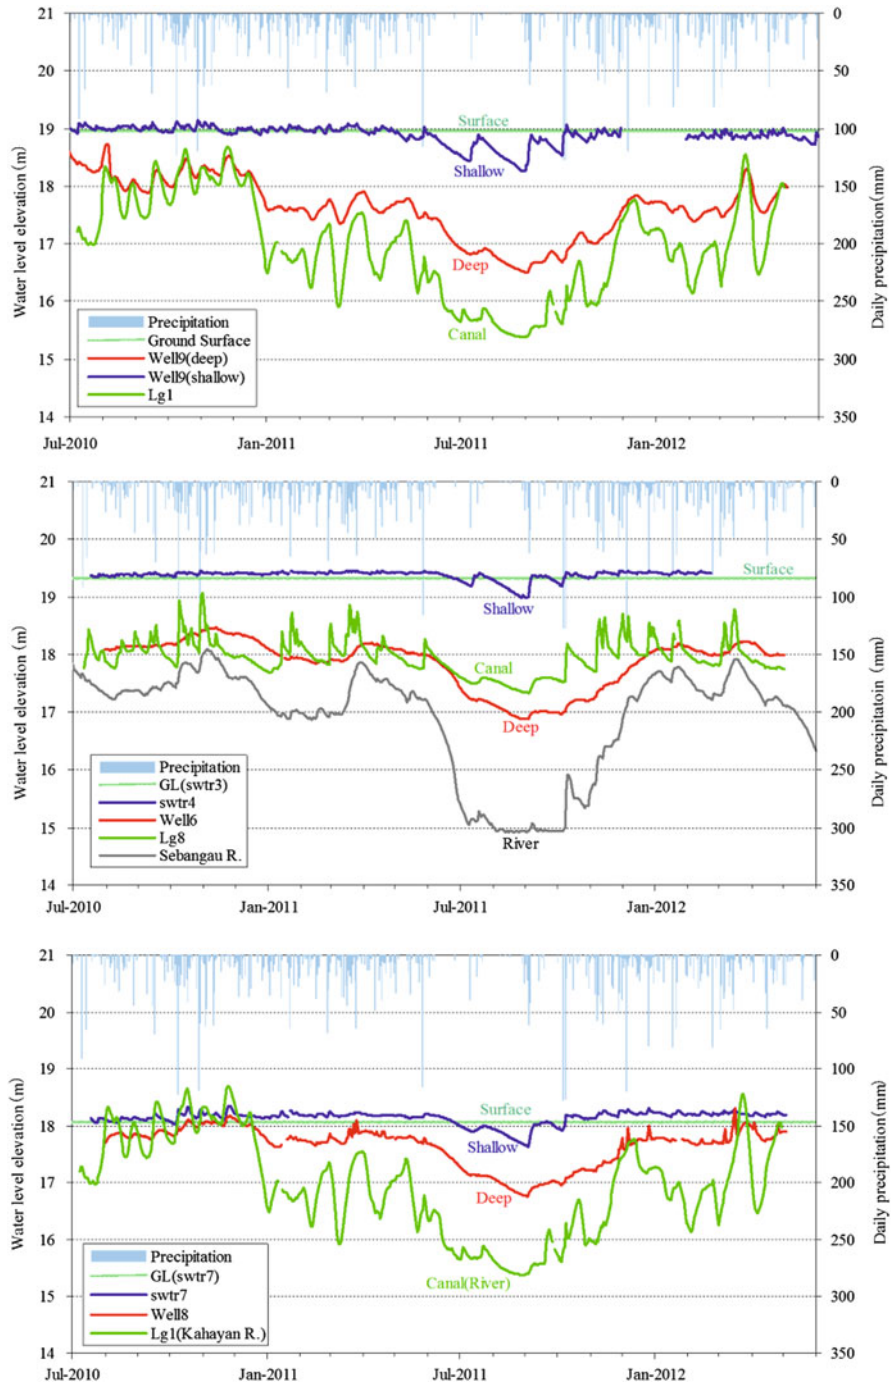 21
20
19
18
17
16
15
14
0
50
100
150
200
250
300
350
Water level elevation (m)
Daily precipitation(mm)
Surface
Shallow
Deep
Canal
Precipitation
Ground Surface
Well9(deep)
Well9(shallow)
Lg1
Jul-2010
Jan-2011
Jul-2011
Jan-2012
21
20
19
18
17
16
15
14
0
50
100
150
200
250
300
350
Water level elevation (m)
Daily precipitatoin (mm)
Surface
Shallow
Canal
Deep
River
Precipitation
GL(swtr3)
swtr4
Well6
Lg8
Sebangau R.
Jul-2010
Jan-2011
Jul-2011
Jan-2012
21
20
19
18
17
16
15
14
0
50
100
150
200
250
300
350
Water level elevation (m)
Daily precipitation(mm)
Surface
Shallow
Deep
Canal(River)
Precipitation
GL(swtr7)
swtr7
Well8
Lg1(Kahayan R.)
Jul-2010
Jan-2011
Jul-2011
Jan-2012